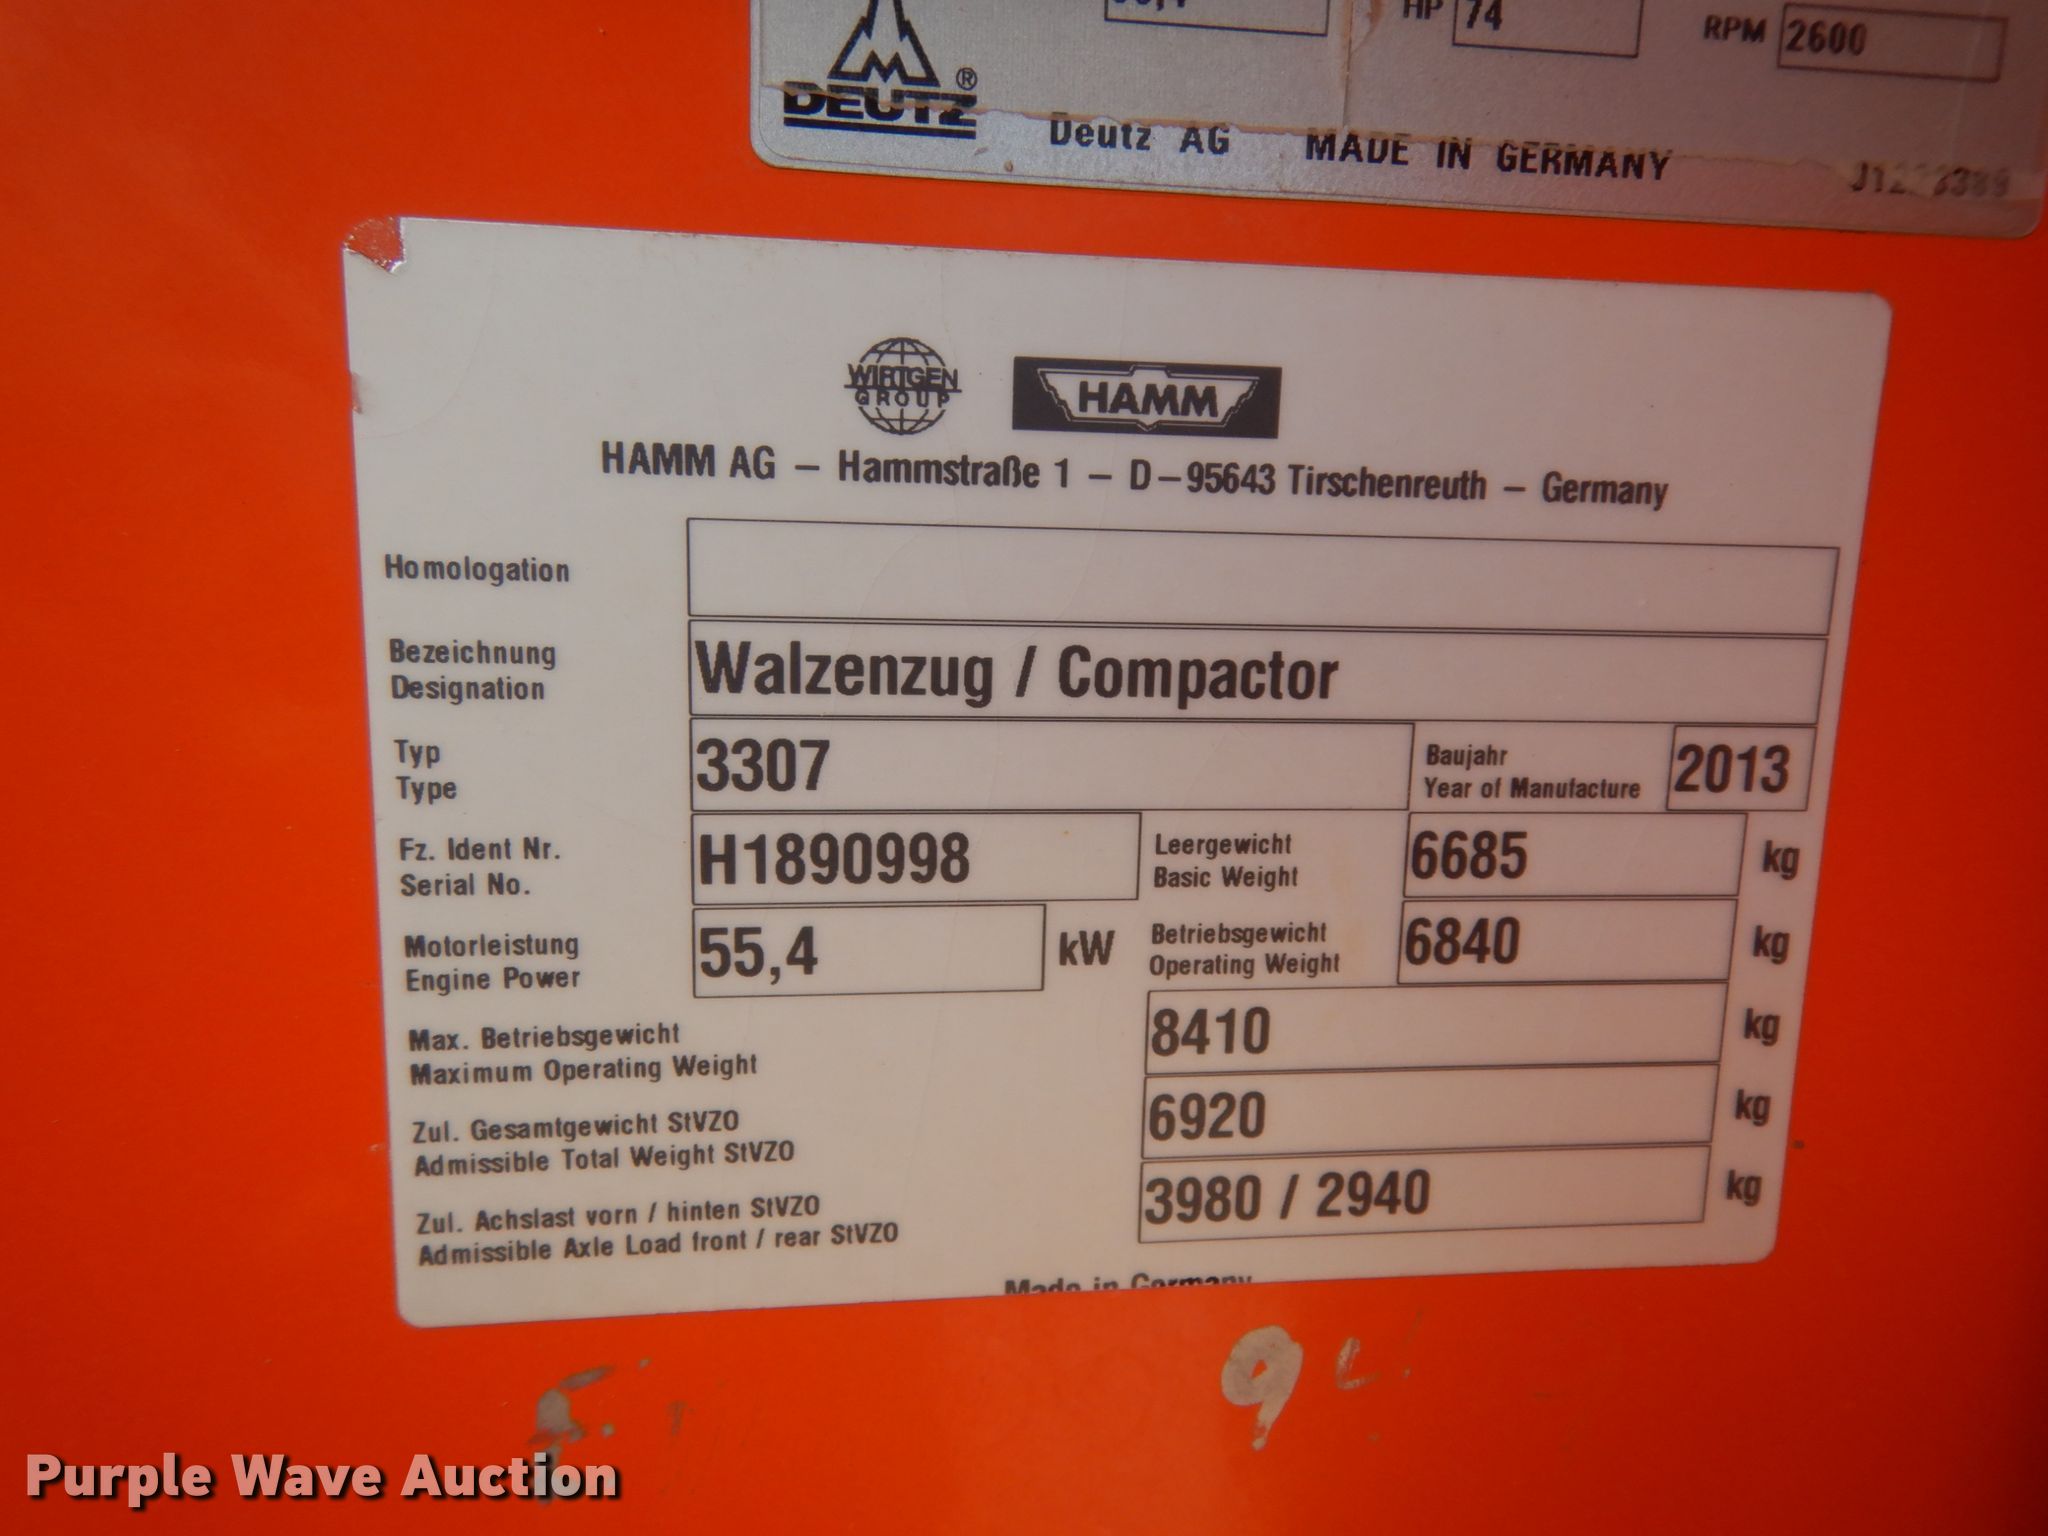 HP 74 RPM 2600
DEUTZ ®
Deutz AG MADE IN GERMANY
WIRTGEN
GROUP
HAMM
HAMM AG – Hammstraße 1 – D–95643 Tirschenreuth – Germany
Homologation
Bezeichnung
Designation
Walzenzug / Compactor
Typ
Type
3307
Baujahr
Year of Manufacture
2013
Fz. Ident Nr.
Serial No.
H1890998
Leergewicht
Basic Weight
6685 kg
Motorleistung
Engine Power
55,4 kW
Betriebsgewicht
Operating Weight
6840 kg
Max. Betriebsgewicht
Maximum Operating Weight
8410 kg
Zul. Gesamtgewicht StVZO
Admissible Total Weight StVZO
6920 kg
Zul. Achslast vorn / hinten StVZO
Admissible Axle Load front / rear StVZO
3980 / 2940 kg
Made in Germany
9
Purple Wave Auction